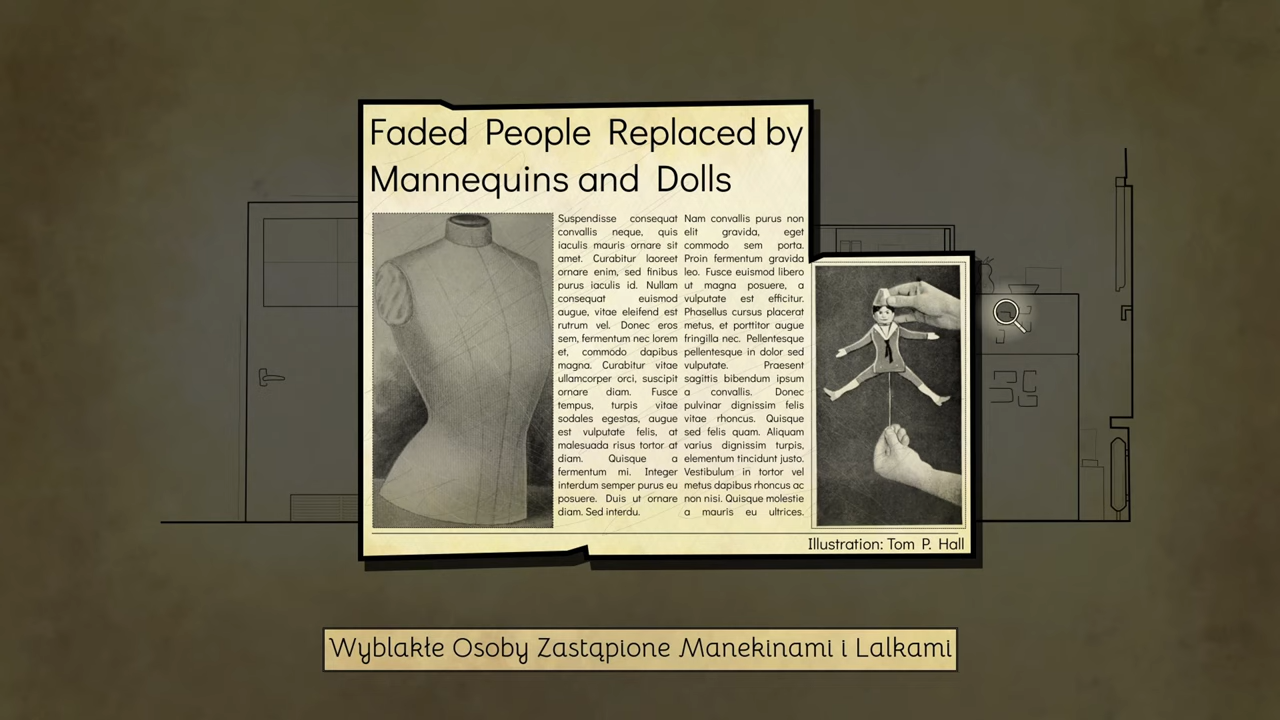 Faded People Replaced by
Mannequins and Dolls
Suspendisse consequat
convallis neque, quis
iaculis mauris ornare sit
amet. Curabitur laoreet
ornare enim, sed finibus
purus iaculis id. Nullam
consequat euismod
augue, vitae eleifend est
rutrum vel. Donec eros
sem, fermentum nec lorem
et, commodo dapibus
magna. Curabitur vitae
ullamcorper orci, suscipit
ornare diam. Fusce
tempus, turpis vitae
sodales egestas, augue
est vulputate felis, at
malesuada risus tortor at
diam. Quisque a
fermentum mi. Integer
interdum semper purus eu
posuere. Duis ut ornare
diam. Sed interdu.
Nam convallis purus non
elit gravida, eget
commodo sem porta.
Proin fermentum gravida
leo. Fusce euismod libero
ut magna posuere, a
vulputate est efficitur.
Phasellus cursus placerat
metus, et porttitor augue
fringilla nec. Pellentesque
pellentesque in dolor sed
vulputate. Praesent
sagittis bibendum ipsum
a convallis. Donec
pulvinar dignissim felis
vitae rhoncus. Quisque
sed felis quam. Aliquam
varius dignissim turpis,
elementum tincidunt justo.
Vestibulum in tortor vel
metus dapibus rhoncus ac
non nisi. Quisque molestie
a mauris eu ultrices.
Illustration: Tom P. Hall
Wyblakłe Osoby Zastąpione Manekinami i Lalkami